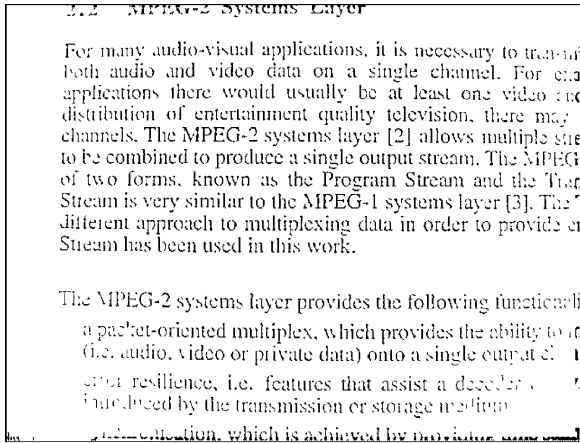 2.2 MPEG-2 Systems Layer
For many audio-visual applications, it is necessary to
both audio and video data on a single channel. For
applications there would usually be at least one video
distribution of entertainment quality television, there may
channels. The MPEG-2 systems layer [2] allows multiple
to be combined to produce a single output stream. The MPEG
of two forms, known as the Program Stream and the
Stream is very similar to the MPEG-1 systems layer [3]. The
different approach to multiplexing data in order to provide
Stream has been used in this work.
The MPEG-2 systems layer provides the following
a packet-oriented multiplex, which provides the ability to
(i.e. audio, video or private data) onto a single output
error resilience, i.e. features that assist a decoder
introduced by the transmission or storage medium
which is achieved by